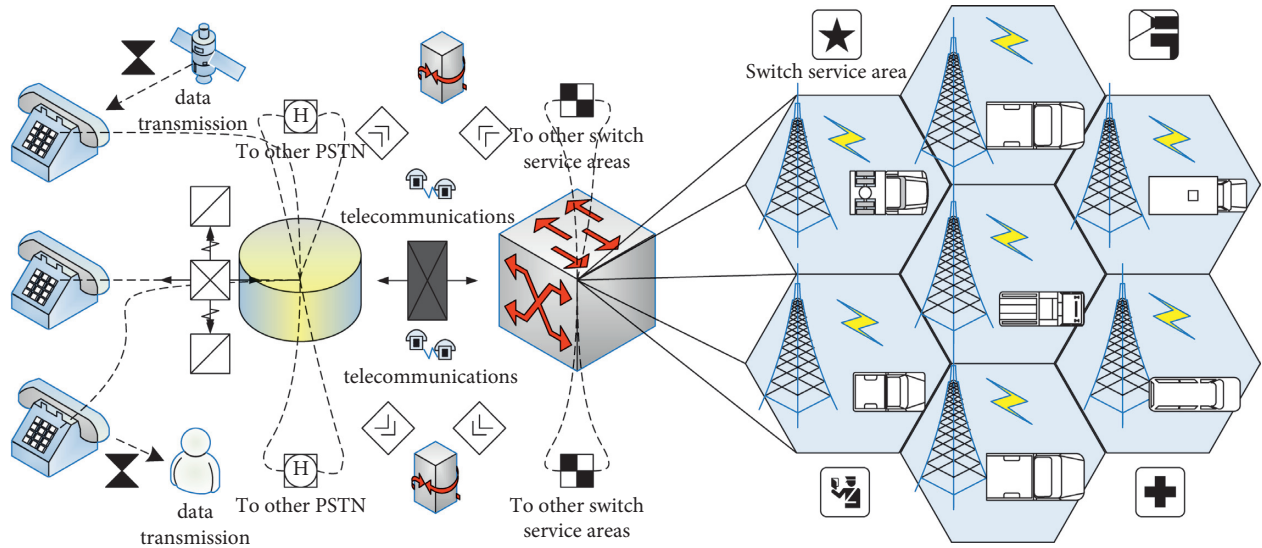 Switch service area
data
transmission
H
To other PSTN
To other switch
service areas
telecommunications
telecommunications
H
To other PSTN
To other switch
service areas
data
transmission